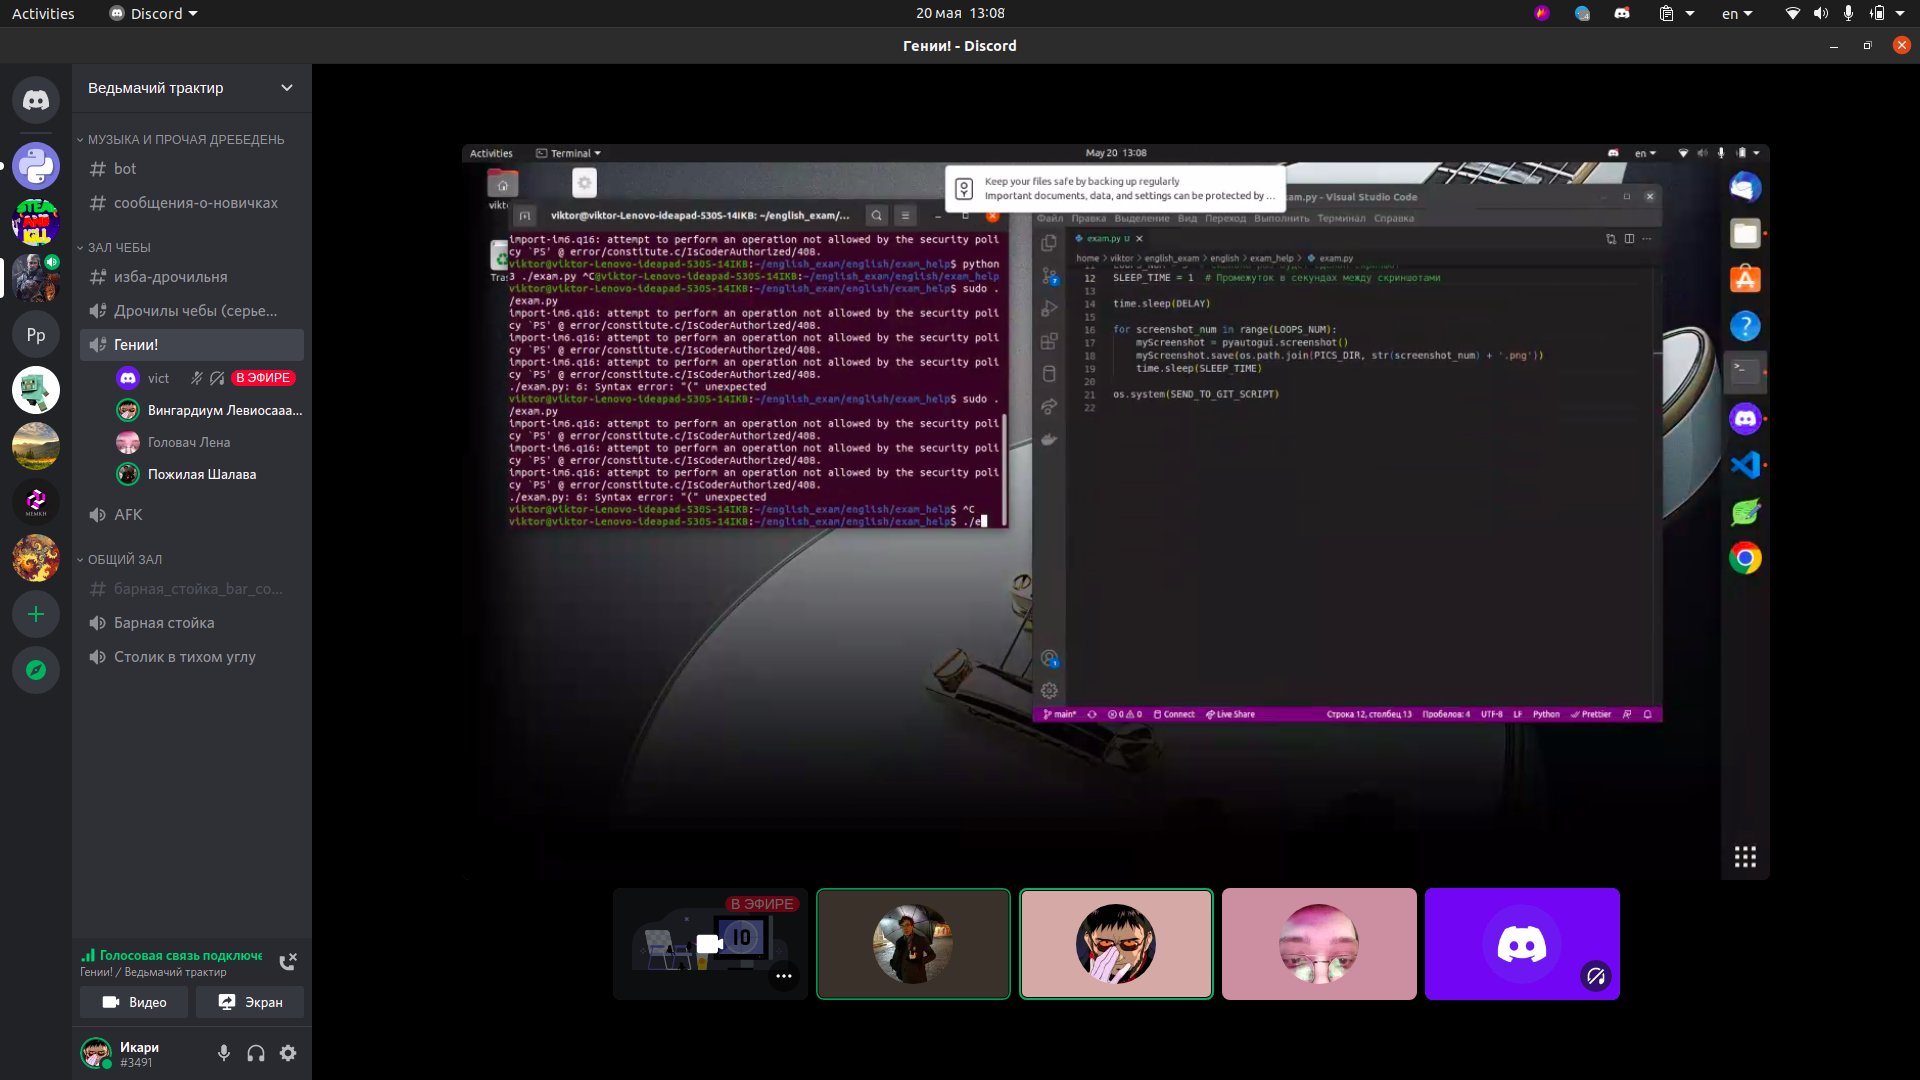 Activities
Discord
20 мая 13:08
en
Гении! - Discord
Ведьмачий трактир
МУЗЫКА И ПРОЧАЯ ДРЕБЕДЕНЬ
bot
сообщения-о-новичках
ЗАЛ ЧЕБЫ
изба-дрочильня
Дрочилы чебы (серье...
Pp
Гении!
vict
В ЭФИРЕ
Вингардиум Левиосааа...
Головач Лена
Пожилая Шалава
AFK
ОБЩИЙ ЗАЛ
барная_стойка_bar_co...
Барная стойка
Столик в тихом углу
Голосовая связь подключе
Гении! / Ведьмачий трактир
Видео
Экран
Икари
#3491
Activities
Terminal
May 20 13:08
en
Keep your files safe by backing up regularly
Important documents, data, and settings can be protected by ...
viktor@viktor-Lenovo-ideapad-530S-14IKB: ~/english_exam/...
import-im6.q16: attempt to perform an operation not allowed by the security poli
cy `PS' @ error/constitute.c/IsCoderAuthorized/408.
viktor@viktor-Lenovo-ideapad-530S-14IKB:~/english_exam/english/exam_help$ python
3 ./exam.py ^C@viktor-Lenovo-ideapad-530S-14IKB:~/english_exam/english/exam_help
viktor@viktor-Lenovo-ideapad-530S-14IKB:~/english_exam/english/exam_help$ sudo .
/exam.py
import-im6.q16: attempt to perform an operation not allowed by the security poli
cy `PS' @ error/constitute.c/IsCoderAuthorized/408.
import-im6.q16: attempt to perform an operation not allowed by the security poli
cy `PS' @ error/constitute.c/IsCoderAuthorized/408.
import-im6.q16: attempt to perform an operation not allowed by the security poli
cy `PS' @ error/constitute.c/IsCoderAuthorized/408.
./exam.py: 6: Syntax error: "(" unexpected
viktor@viktor-Lenovo-ideapad-530S-14IKB:~/english_exam/english/exam_help$ sudo .
/exam.py
import-im6.q16: attempt to perform an operation not allowed by the security poli
cy `PS' @ error/constitute.c/IsCoderAuthorized/408.
import-im6.q16: attempt to perform an operation not allowed by the security poli
cy `PS' @ error/constitute.c/IsCoderAuthorized/408.
import-im6.q16: attempt to perform an operation not allowed by the security poli
cy `PS' @ error/constitute.c/IsCoderAuthorized/408.
./exam.py: 6: Syntax error: "(" unexpected
viktor@viktor-Lenovo-ideapad-530S-14IKB:~/english_exam/english/exam_help$ ^C
viktor@viktor-Lenovo-ideapad-530S-14IKB:~/english_exam/english/exam_help$ ./e
am.py - Visual Studio Code
Файл Правка Выделение Вид Переход Выполнить Терминал Справка
exam.py U
home > viktor > english_exam > english > exam_help > exam.py
12 SLEEP_TIME = 1 # Промежуток в секундах между скриншотами
13
14 time.sleep(DELAY)
15
16 for screenshot_num in range(LOOPS_NUM):
17 myScreenshot = pyautogui.screenshot()
18 myScreenshot.save(os.path.join(PICS_DIR, str(screenshot_num) + '.png'))
19 time.sleep(SLEEP_TIME)
20
21 os.system(SEND_TO_GIT_SCRIPT)
22
main* 0 0 Connect Live Share Строка 12, столбец 13 Пробелов: 4 UTF-8 LF Python Prettier
В ЭФИРЕ